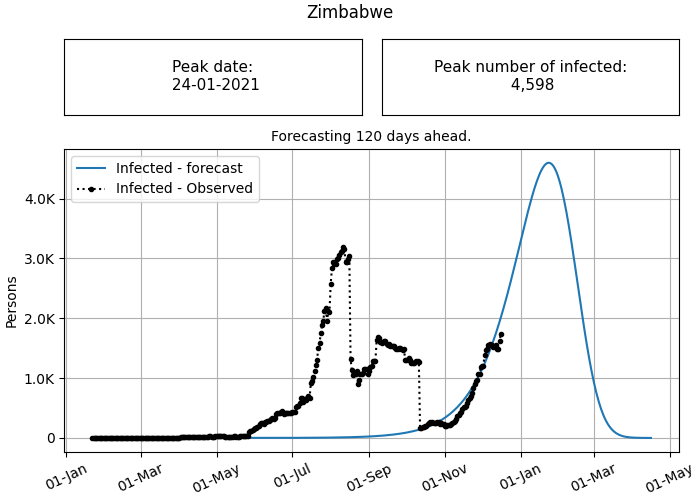 Zimbabwe
Peak date:
24-01-2021
Peak number of infected:
4,598
Forecasting 120 days ahead.
Infected - forecast
Infected - Observed
4.0K
3.0K
2.0K
1.0K
0
Persons
01-Jan
01-Mar
01-May
01-Jul
01-Sep
01-Nov
01-Jan
01-Mar
01-May